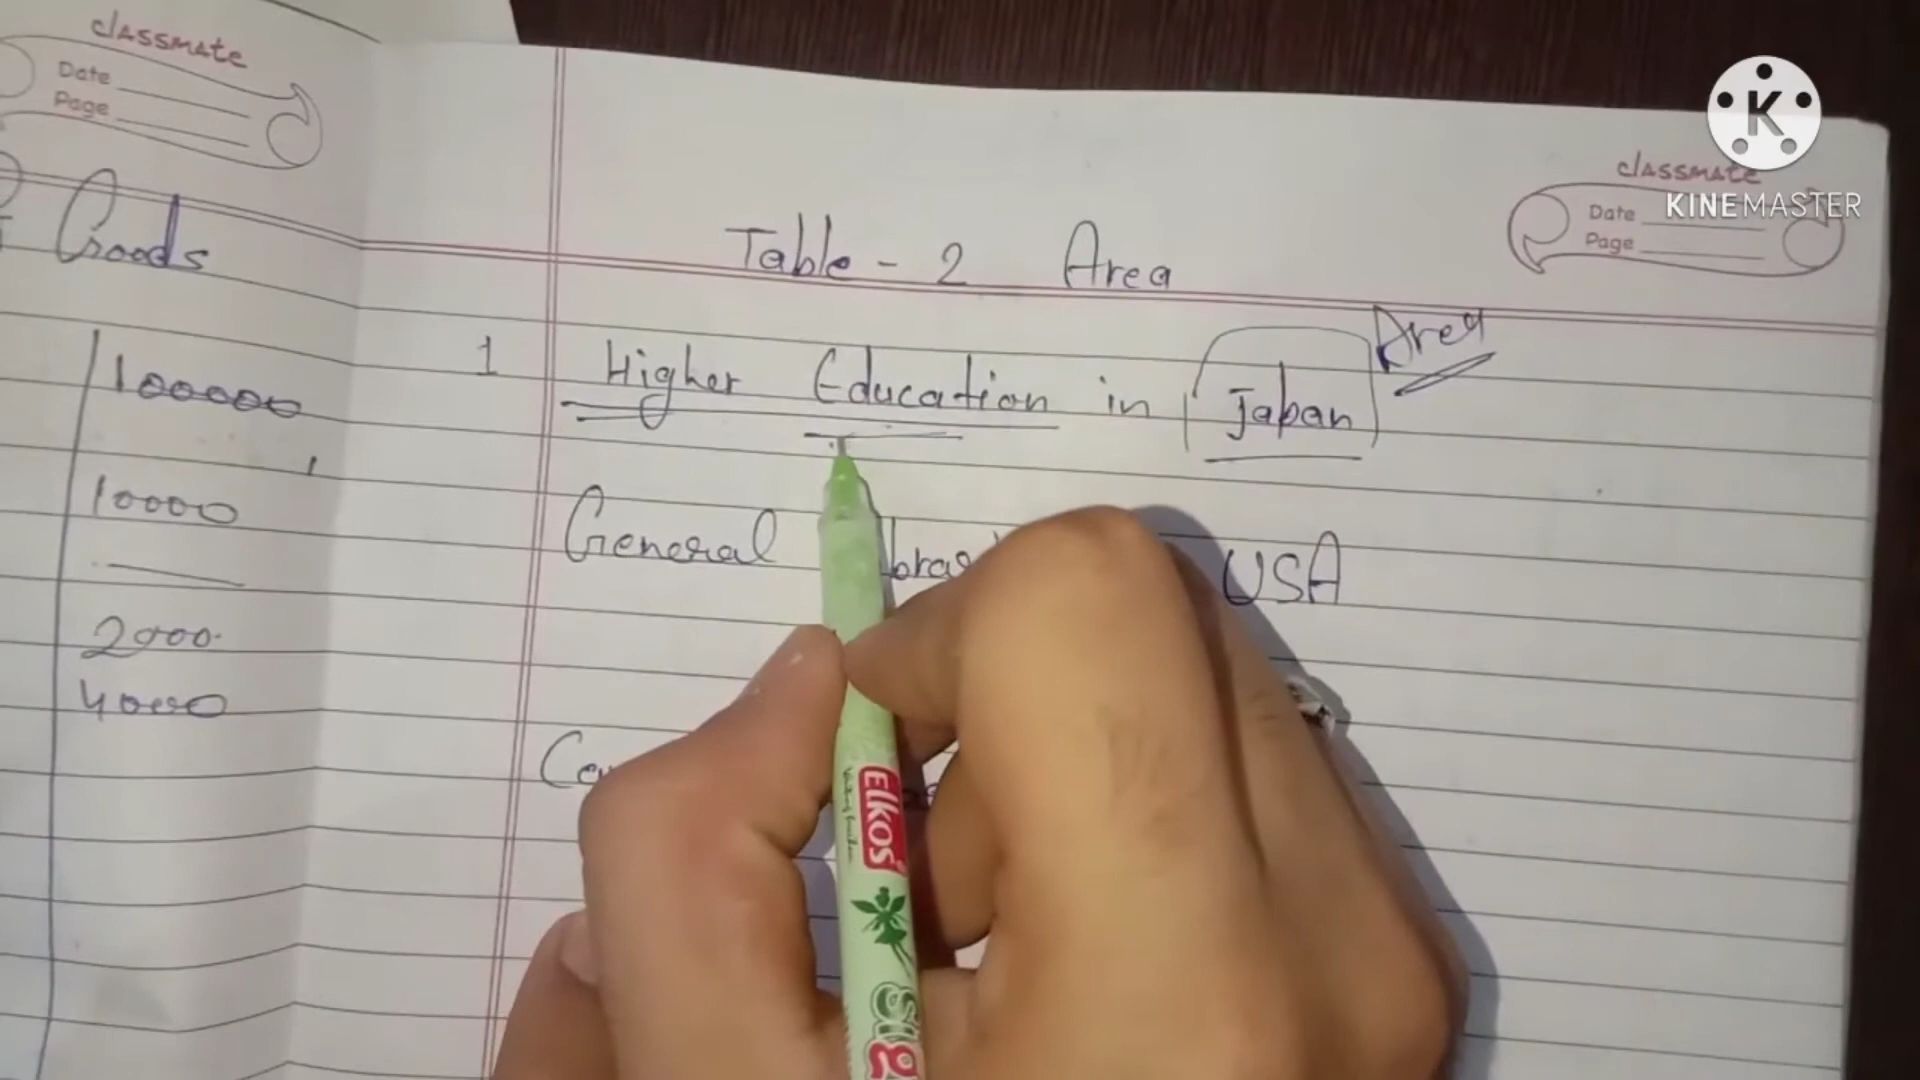 classmate
Date
Page
Goods
100000
10000
2000
4000
classmate
Date
Page
KINEMASTER
Table - 2 Area
1 Higher Education in Japan Area
General USA
Elkos